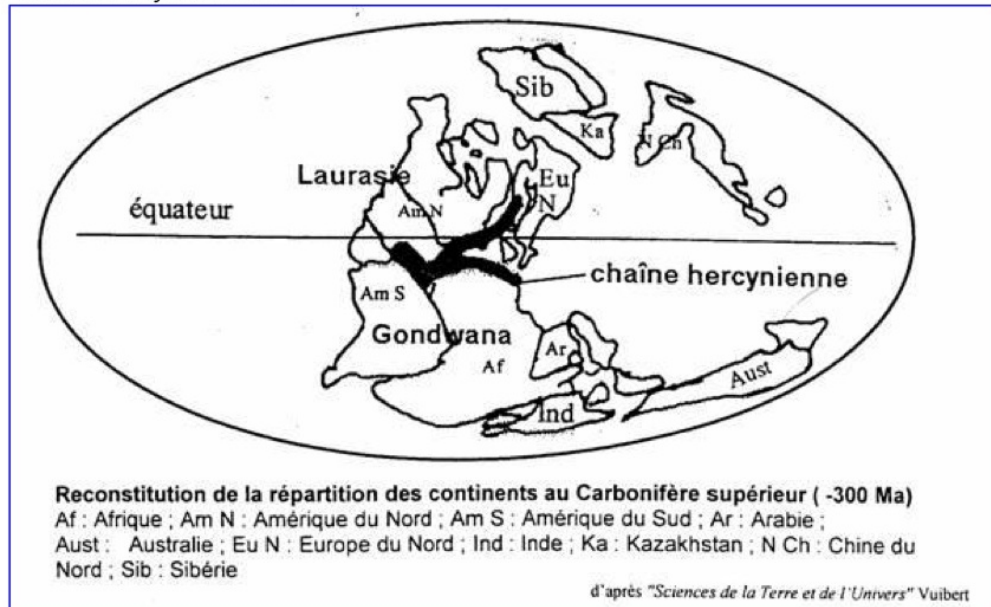 Sib
Ka
N Ch
Laurasie
Eu
N
Am N
équateur
chaîne hercynienne
Am S
Gondwana
Ar
Af
Aust
Ind
Reconstitution de la répartition des continents au Carbonifère supérieur ( -300 Ma)
Af : Afrique ; Am N : Amérique du Nord ; Am S : Amérique du Sud ; Ar : Arabie ;
Aust : Australie ; Eu N : Europe du Nord ; Ind : Inde ; Ka : Kazakhstan ; N Ch : Chine du
Nord ; Sib : Sibérie
d'après "Sciences de la Terre et de l'Univers" Vuibert